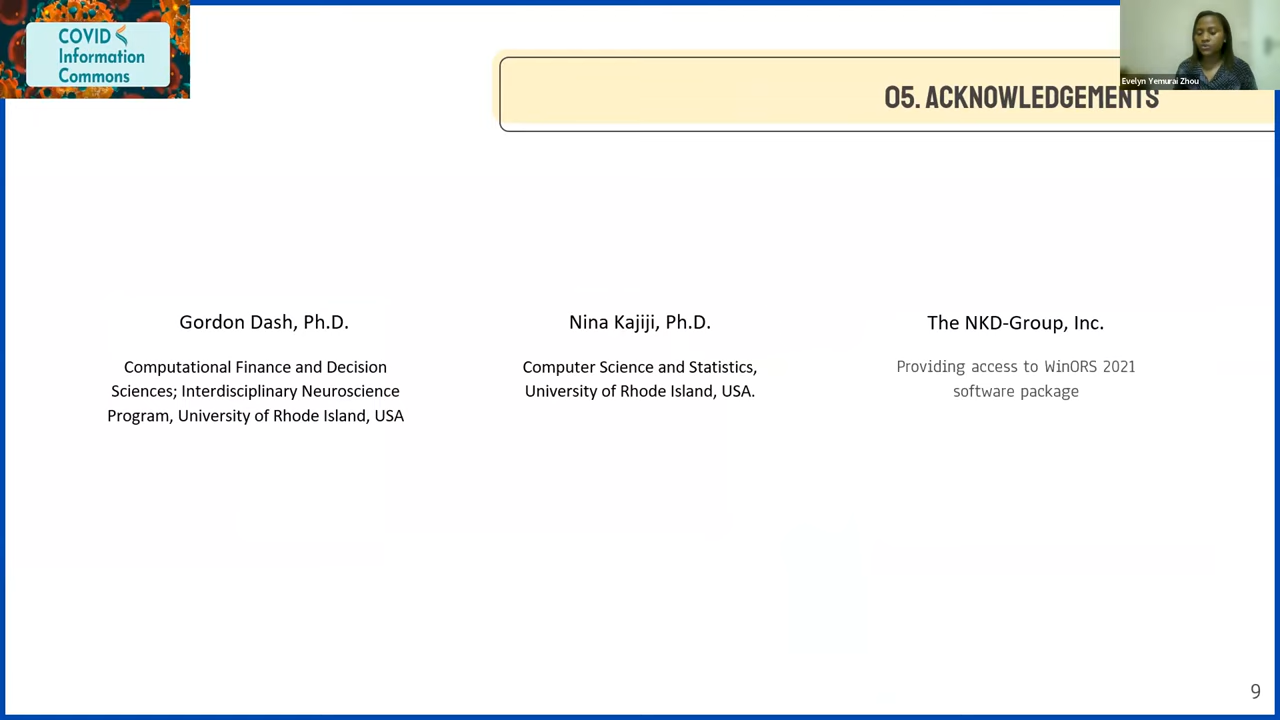 COVID
Information
Commons
Evelyn Yemurai Zhou
05. ACKNOWLEDGEMENTS
Gordon Dash, Ph.D.
Computational Finance and Decision
Sciences; Interdisciplinary Neuroscience
Program, University of Rhode Island, USA
Nina Kajiji, Ph.D.
Computer Science and Statistics,
University of Rhode Island, USA.
The NKD-Group, Inc.
Providing access to WinORS 2021
software package
9